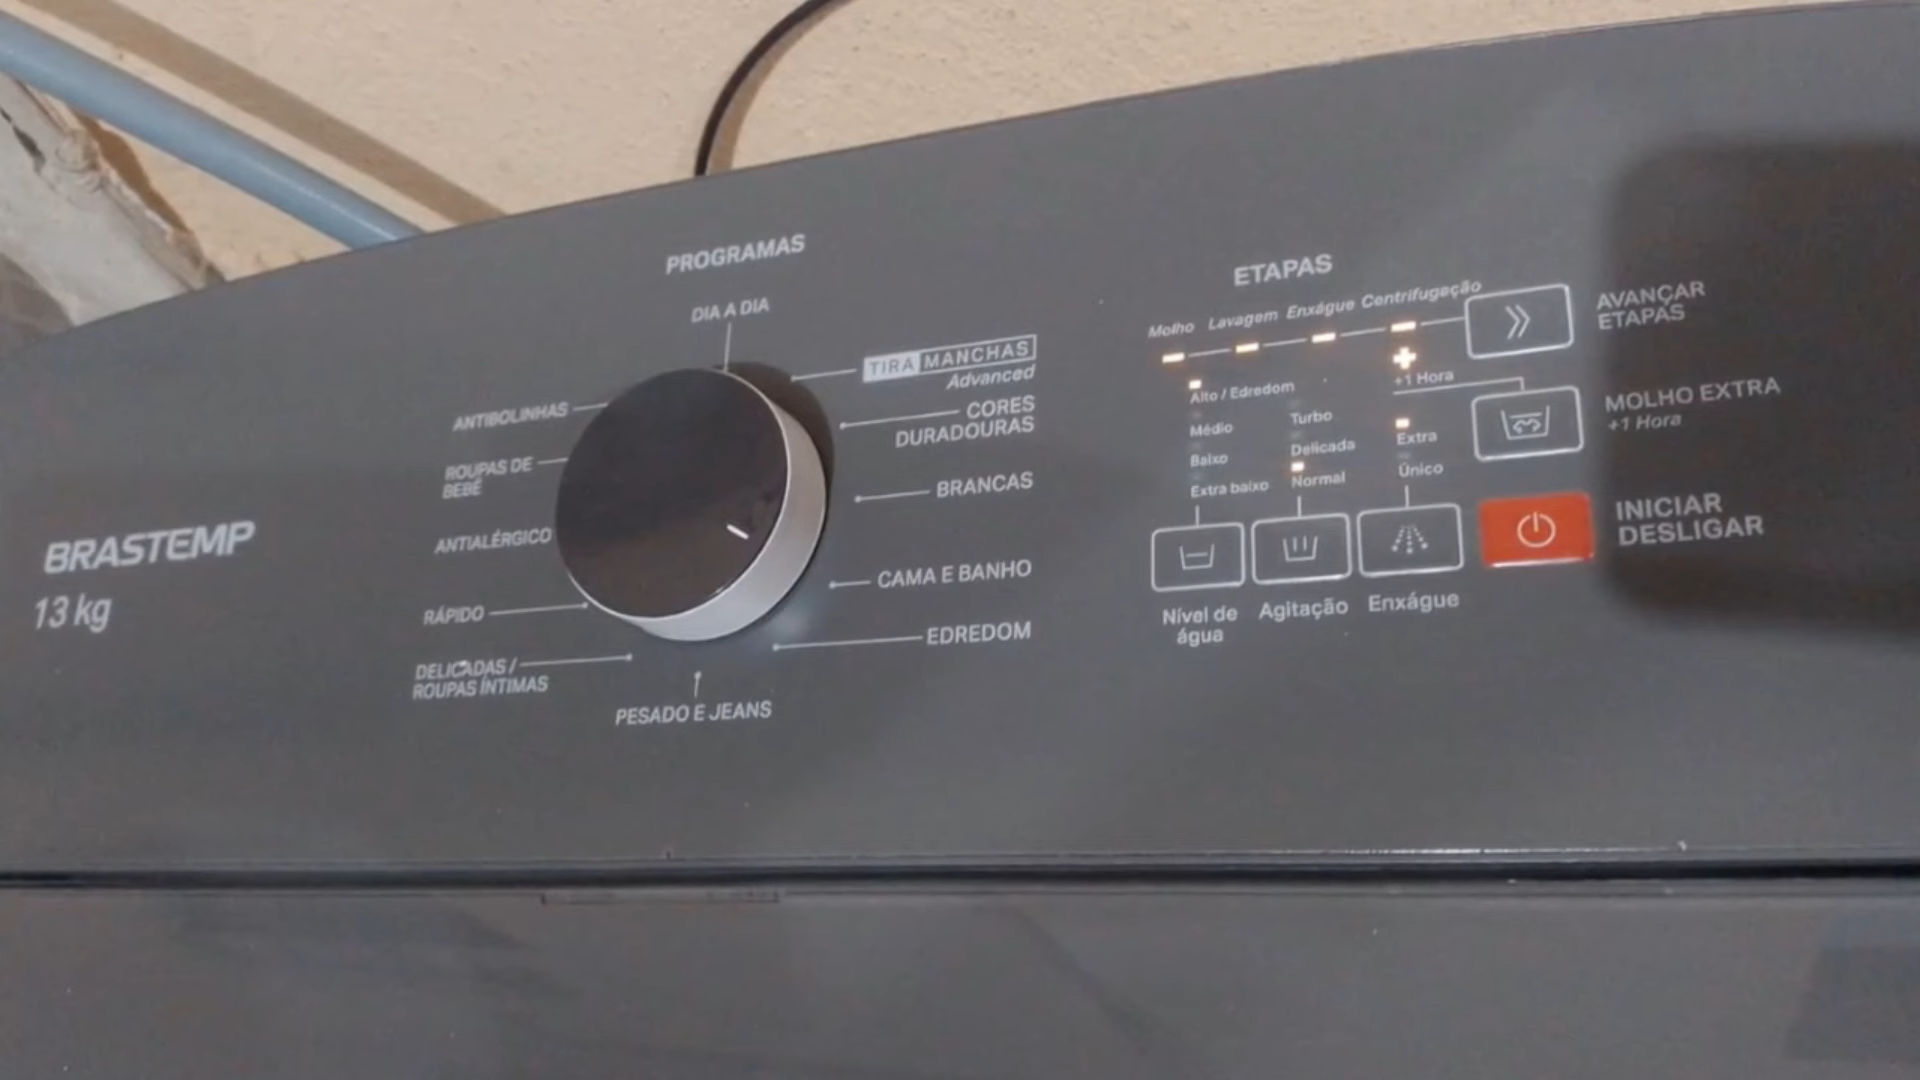 BRASTEMP
13 kg
PROGRAMAS
DIA A DIA
TIRA MANCHAS
Advanced
CORES
DURADOURAS
BRANCAS
CAMA E BANHO
EDREDOM
PESADO E JEANS
DELICADAS /
ROUPAS ÍNTIMAS
RÁPIDO
ANTIALÉRGICO
ROUPAS DE
BEBÊ
ANTIBOLINHAS
ETAPAS
Molho Lavagem Enxágue Centrifugação
Alto / Edredom
Médio
Baixo
Extra baixo
Turbo
Delicada
Normal
+1 Hora
Extra
Único
Nível de
água
Agitação
Enxágue
AVANÇAR
ETAPAS
MOLHO EXTRA
+1 Hora
INICIAR
DESLIGAR